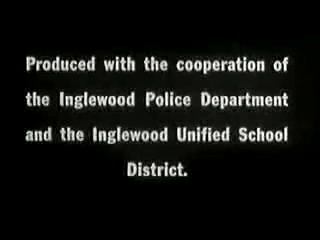 Produced with the cooperation of
the Inglewood Police Department
and the Inglewood Unified School
District.